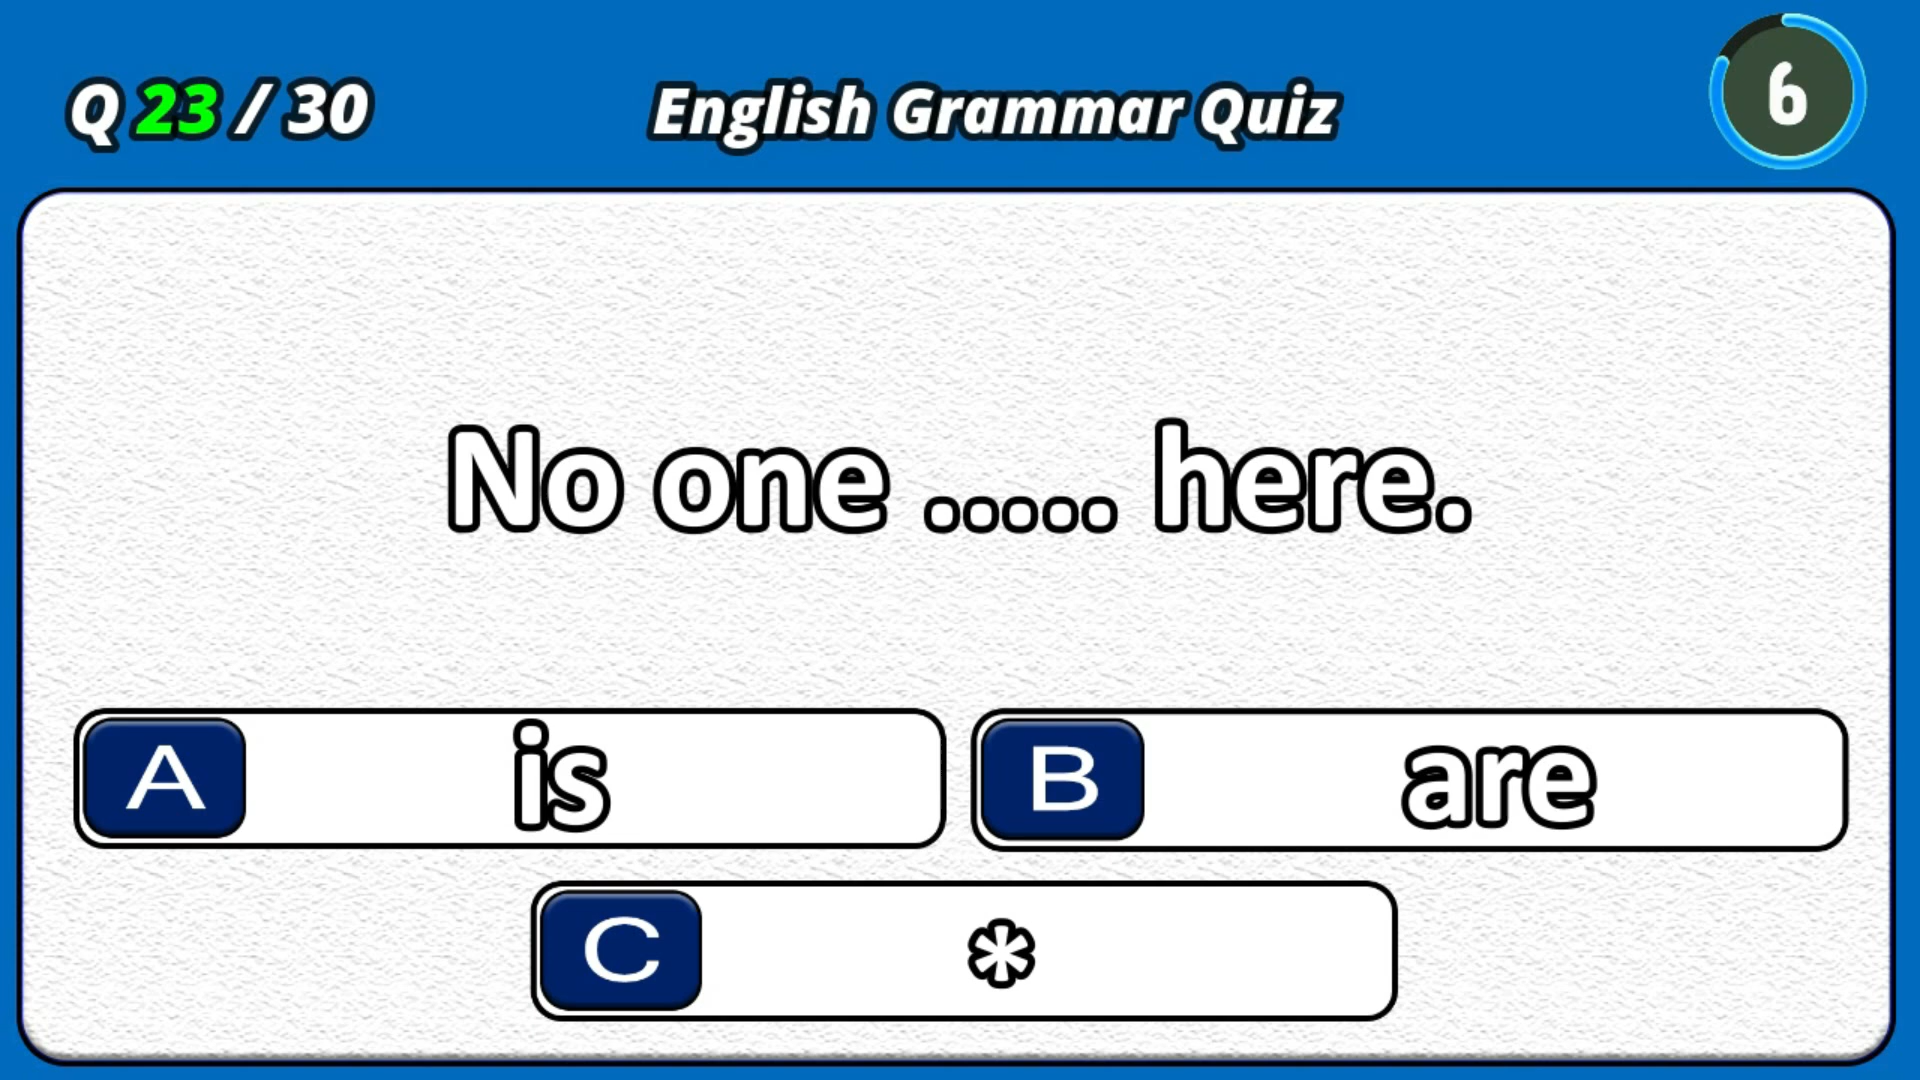 Q 23 / 30
English Grammar Quiz
6
No one ..... here.
A is
B are
C *